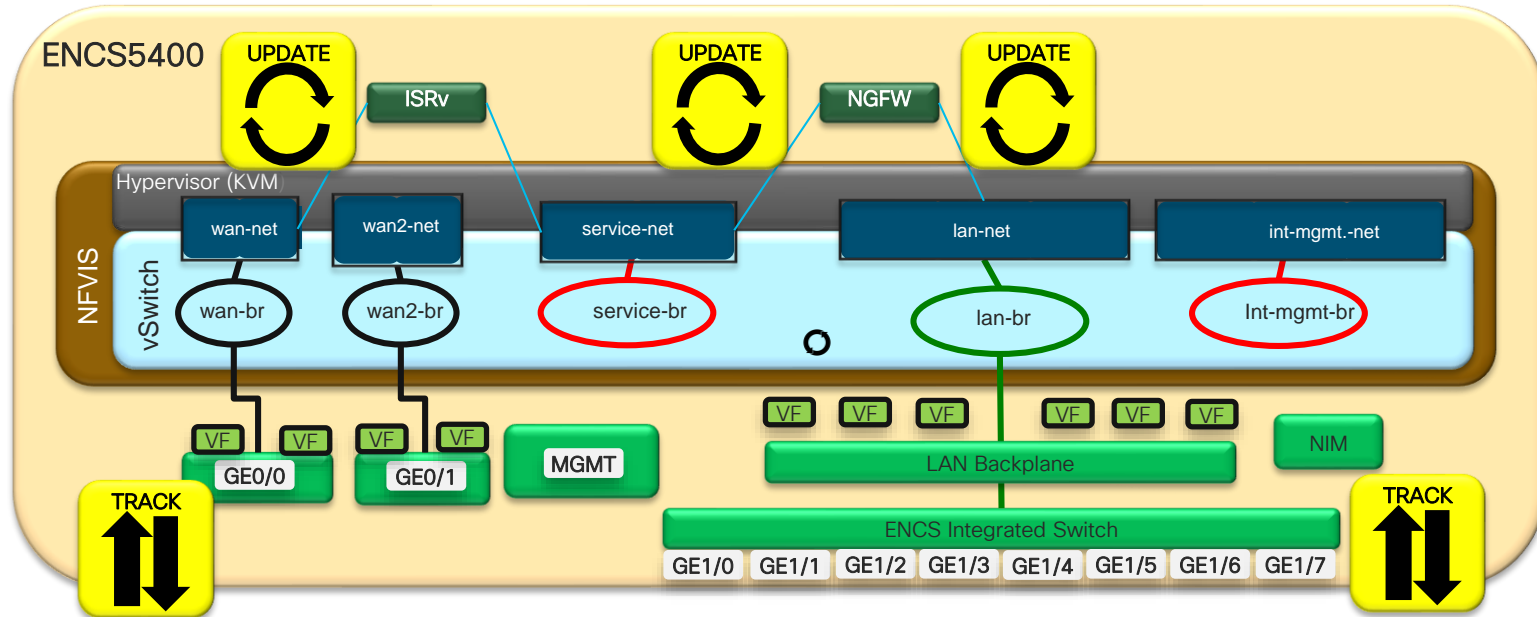 ENCS5400
UPDATE
UPDATE
UPDATE
ISRv
NGFW
Hypervisor (KVM)
NFVIS
vSwitch
wan-net
wan2-net
service-net
lan-net
int-mgmt.-net
wan-br
wan2-br
service-br
lan-br
Int-mgmt-br
VF
VF
VF
VF
VF
VF
VF
VF
VF
VF
GE0/0
GE0/1
MGMT
LAN Backplane
NIM
TRACK
TRACK
ENCS Integrated Switch
GE1/0
GE1/1
GE1/2
GE1/3
GE1/4
GE1/5
GE1/6
GE1/7